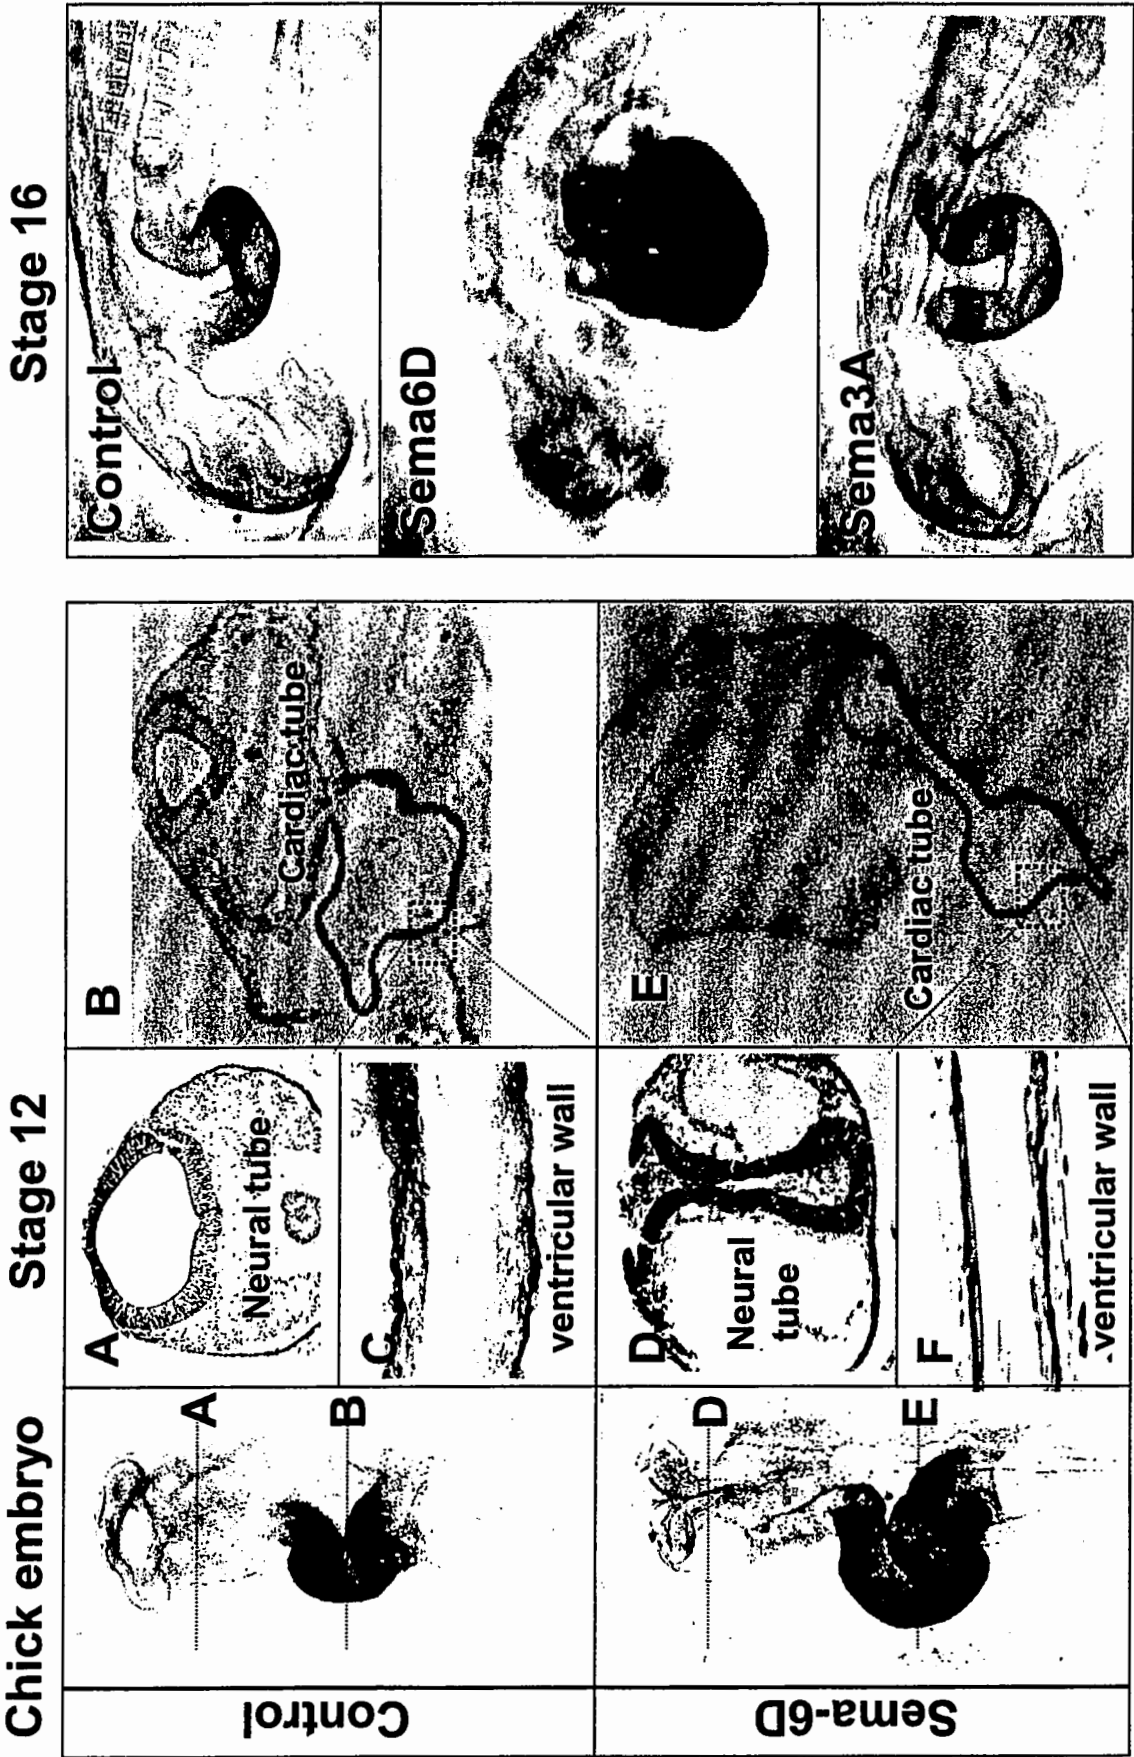 Chick embryo
Stage 12
Stage 16
Control
A
B
A
Neural tube
C
ventricular wall
B
Cardiac tube
Sema-6D
D
E
D
Neural
tube
F
ventricular wall
E
Cardiac tube
Control
Sema6D
Sema3A